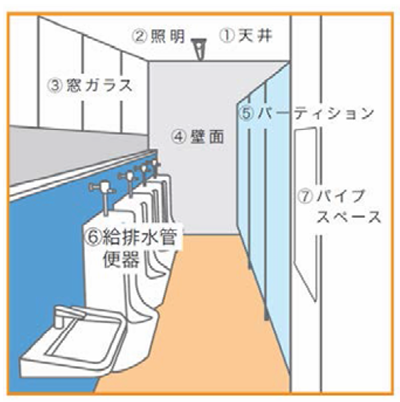 ②照明
①天井
③窓ガラス
④壁面
⑤パーティション
⑥給排水管
便器
⑦パイプ
スペース